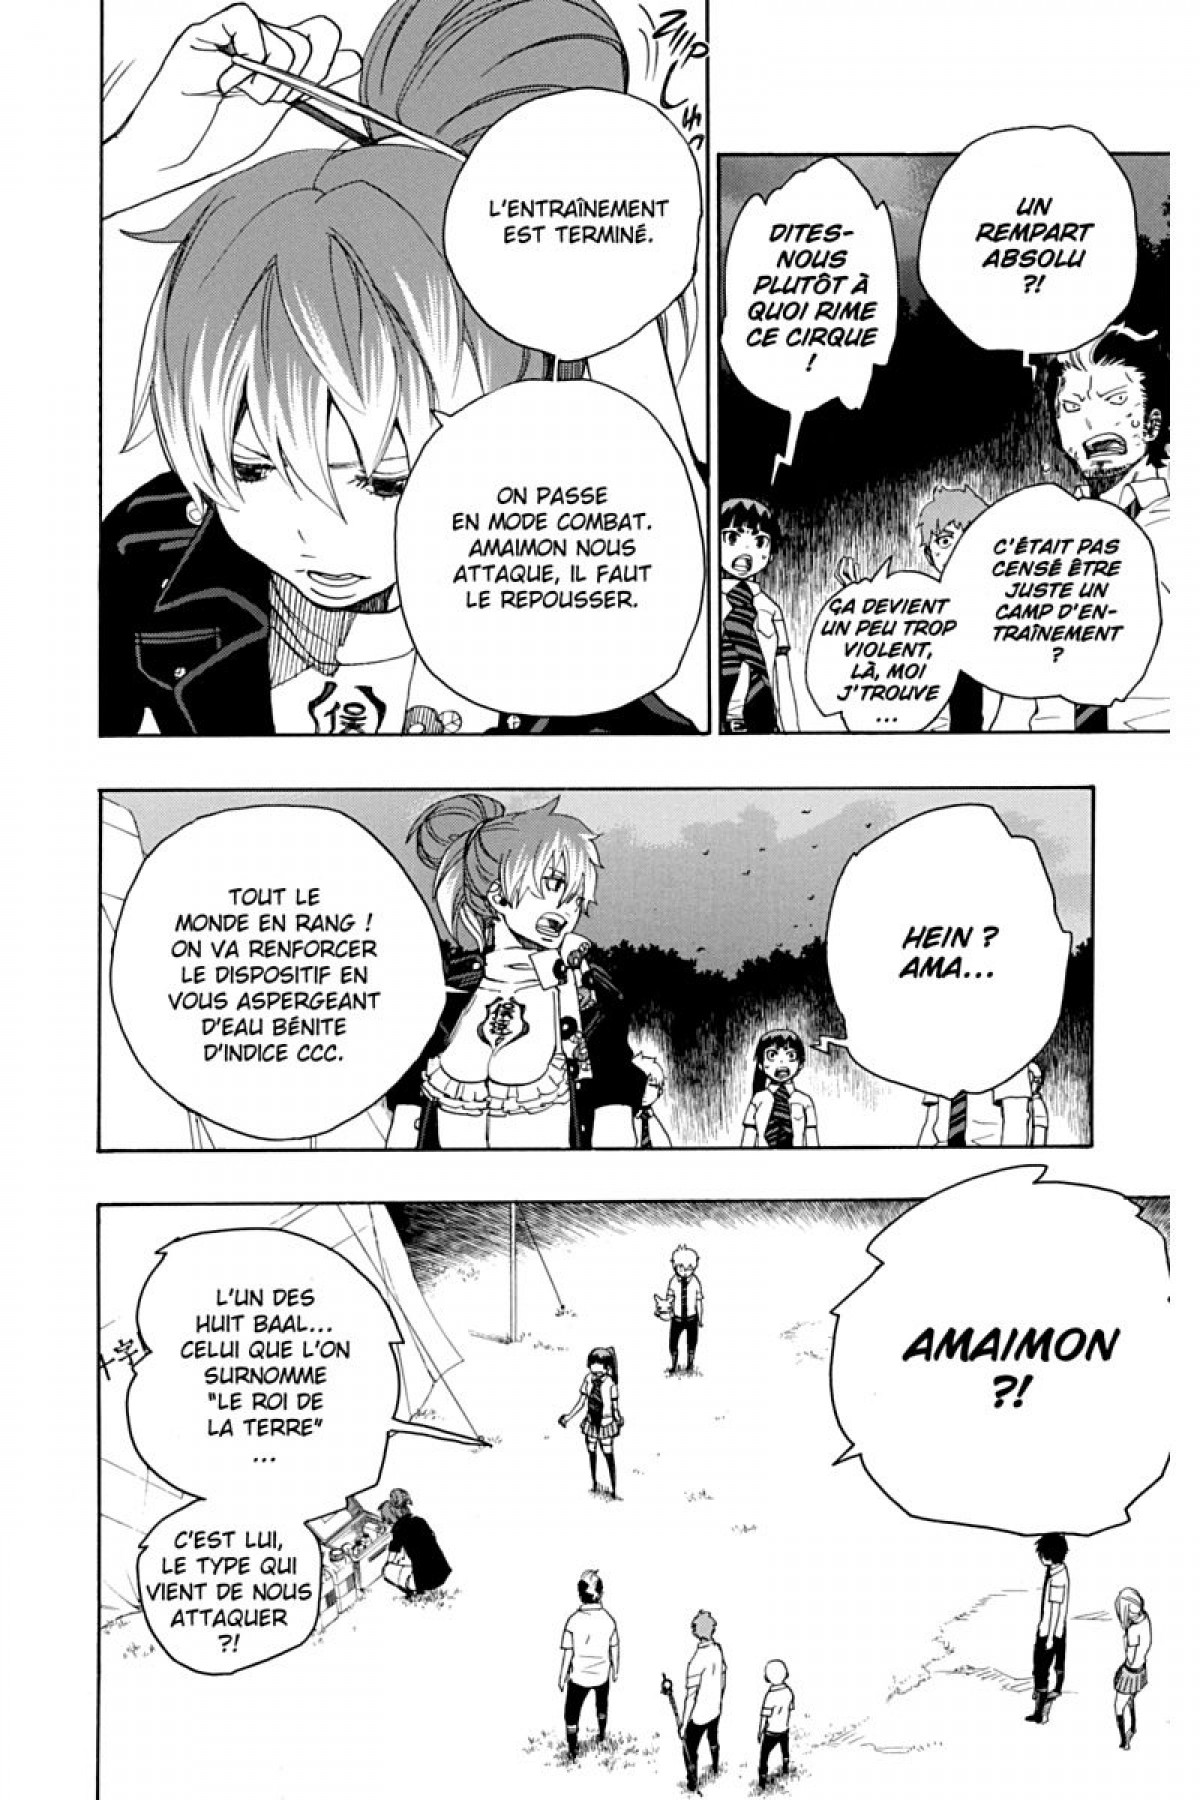 UN
REMPART
ABSOLU
?!
DITES-
NOUS
PLUTÔT À
QUOI RIME
CE CIRQUE
!
C'ÉTAIT PAS
CENSÉ ÊTRE
JUSTE UN
CAMP D'EN-
TRAÎNEMENT
?
ÇA DEVIENT
UN PEU TROP
VIOLENT,
LÀ, MOI
J'TROUVE
...
L'ENTRAÎNEMENT
EST TERMINÉ.
ON PASSE
EN MODE COMBAT.
AMAIMON NOUS
ATTAQUE, IL FAUT
LE REPOUSSER.
HEIN ?
AMA...
TOUT LE
MONDE EN RANG !
ON VA RENFORCER
LE DISPOSITIF EN
VOUS ASPERGEANT
D'EAU BÉNITE
D'INDICE CCC.
AMAIMON
?!
L'UN DES
HUIT BAAL...
CELUI QUE L'ON
SURNOMME
"LE ROI DE
LA TERRE"
...
C'EST LUI,
LE TYPE QUI
VIENT DE NOUS
ATTAQUER
?!